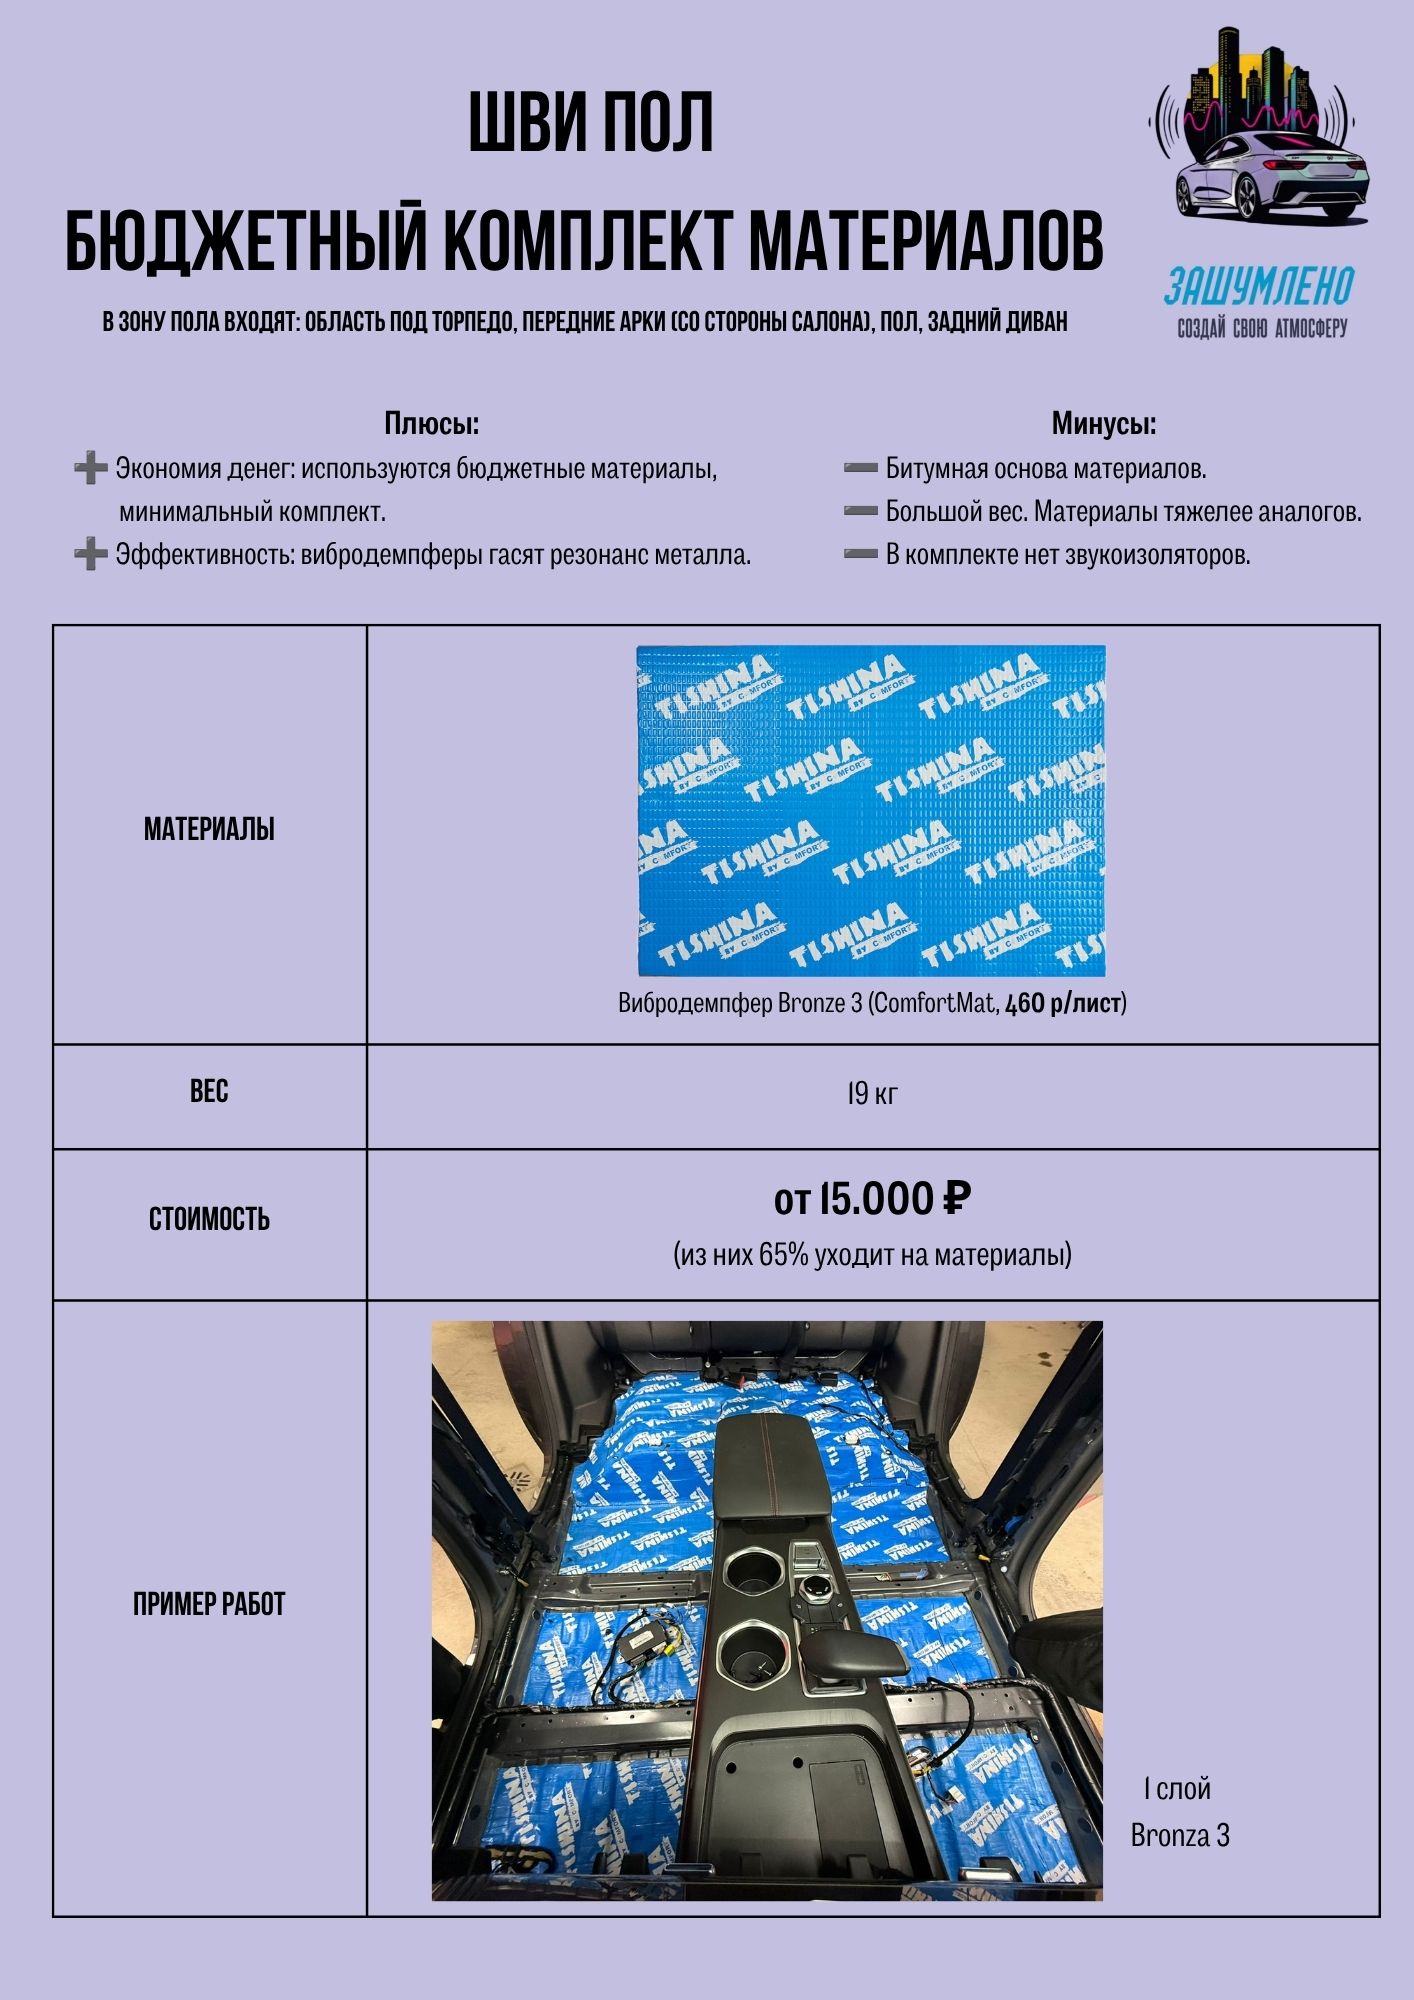 ШВИ ПОЛ
БЮДЖЕТНЫЙ КОМПЛЕКТ МАТЕРИАЛОВ
В ЗОНУ ПОЛА ВХОДЯТ: ОБЛАСТЬ ПОД ТОРПЕДО, ПЕРЕДНИЕ АРКИ (СО СТОРОНЫ САЛОНА), ПОЛ, ЗАДНИЙ ДИВАН
ЗАШУМЛЕНО
СОЗДАЙ СВОЮ АТМОСФЕРУ
Плюсы:
➕ Экономия денег: используются бюджетные материалы,
минимальный комплект.
➕ Эффективность: вибродемпферы гасят резонанс металла.
Минусы:
➖ Битумная основа материалов.
➖ Большой вес. Материалы тяжелее аналогов.
➖ В комплекте нет звукоизоляторов.
МАТЕРИАЛЫ
TISHINA
BY COMFORT
Вибродемпфер Bronze 3 (ComfortMat, 460 р/лист)
ВЕС
19 кг
СТОИМОСТЬ
от 15.000 ₽
(из них 65% уходит на материалы)
ПРИМЕР РАБОТ
TISHINA
1 слой
Bronza 3